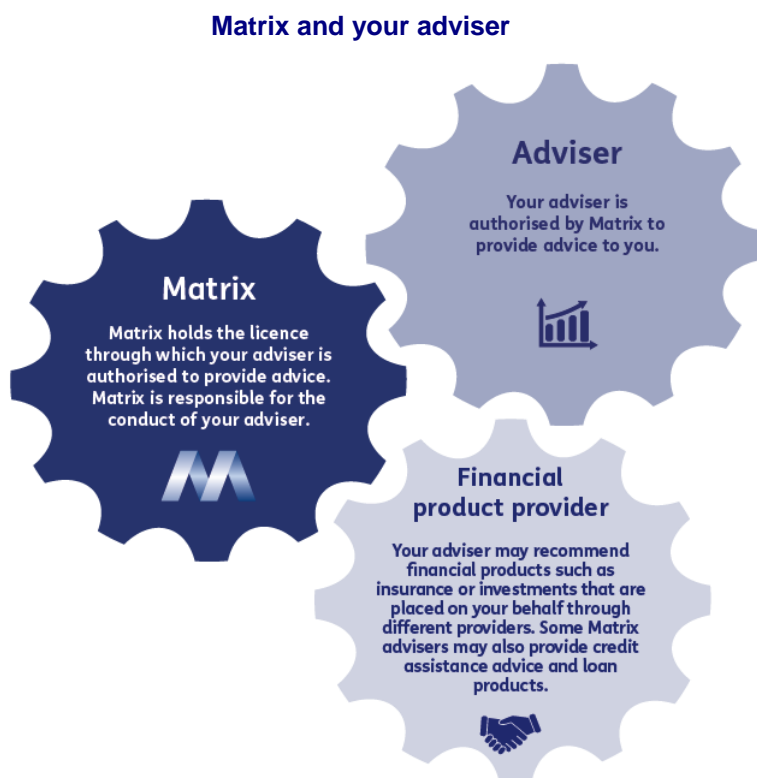 Matrix and your adviser
Adviser
Your adviser is
authorised by Matrix to
provide advice to you.
Matrix
Matrix holds the licence
through which your adviser is
authorised to provide advice.
Matrix is responsible for the
conduct of your adviser.
Financial
product provider
Your adviser may recommend
financial products such as
insurance or investments that are
placed on your behalf through
different providers. Some Matrix
advisers may also provide credit
assistance advice and loan
products.